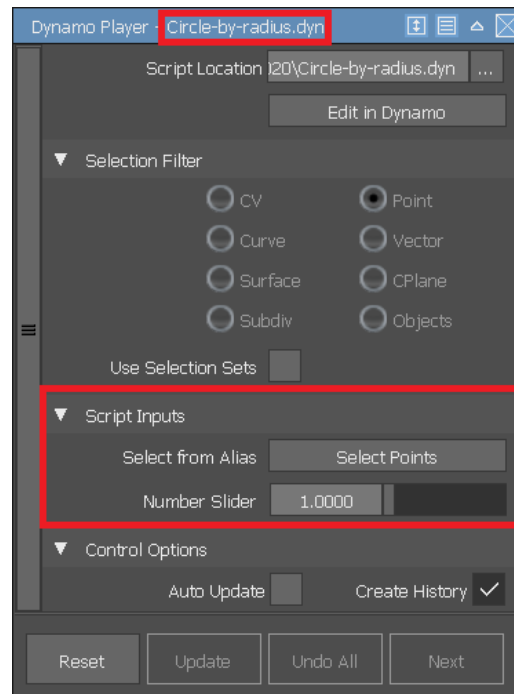 Dynamo Player - Circle-by-radius.dyn
Script Location 020\Circle-by-radius.dyn ...
Edit in Dynamo
Selection Filter
CV Point
Curve Vector
Surface CPlane
Subdiv Objects
Use Selection Sets
Script Inputs
Select from Alias Select Points
Number Slider 1.0000
Control Options
Auto Update Create History
Reset Update Undo All Next